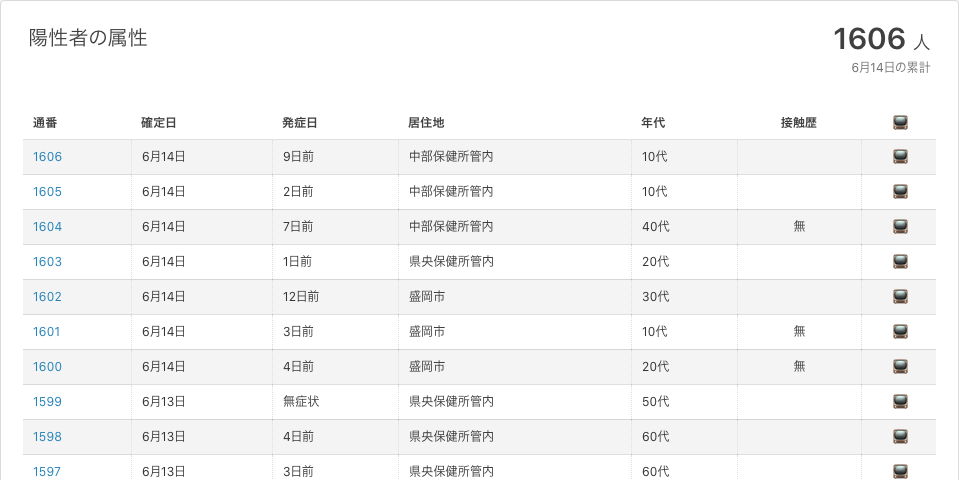 陽性者の属性
1606 人
6月14日の累計
通番 確定日 発症日 居住地 年代 接触歴
1606 6月14日 9日前 中部保健所管内 10代
1605 6月14日 2日前 中部保健所管内 10代
1604 6月14日 7日前 中部保健所管内 40代 無
1603 6月14日 1日前 県央保健所管内 20代
1602 6月14日 12日前 盛岡市 30代
1601 6月14日 3日前 盛岡市 10代 無
1600 6月14日 4日前 盛岡市 20代 無
1599 6月13日 無症状 県央保健所管内 50代
1598 6月13日 4日前 県央保健所管内 60代
1597 6月13日 3日前 県央保健所管内 60代